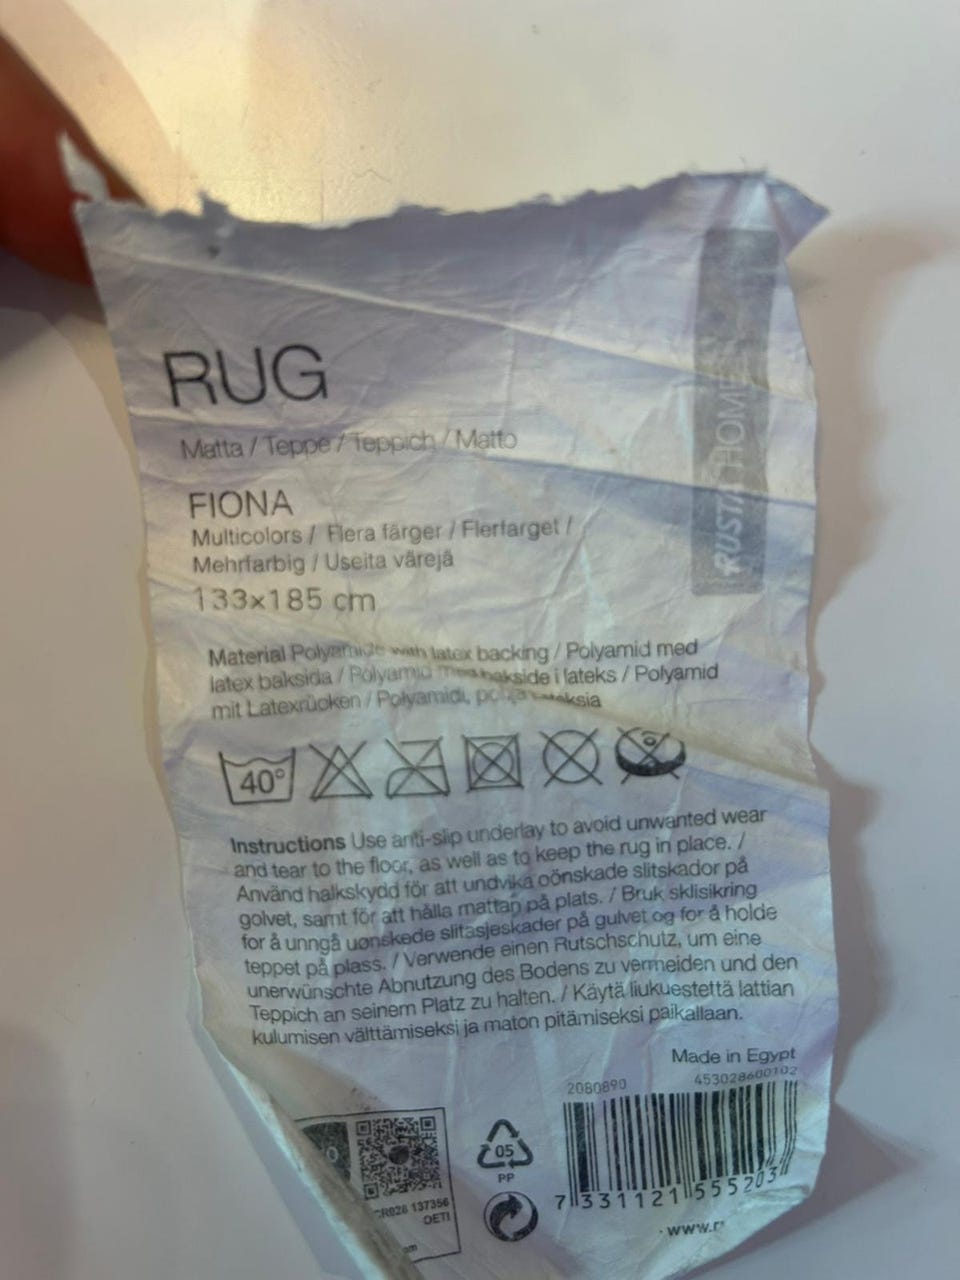 RUG
Matta / Teppe / Teppich / Matto
RUSTA HOME
FIONA
Multicolors / Flera färger / Flerfarget /
Mehrfarbig / Useita värejä
133x185 cm
Material Polyamide with latex backing / Polyamid med
latex baksida / Polyamid med bakside i lateks / Polyamid
mit Latexrücken / Polyamidi,
40°
Instructions Use anti-slip underlay to avoid unwanted wear
and tear to the floor, as well as to keep the rug in place. /
Använd halkskydd för att undvika oönskade slitskador på
golvet, samt för att hålla mattan på plats. / Bruk sklisikring
for å unngå uønskede slitasjeskader på gulvet og for å holde
teppet på plass. / Verwende einen Rutschschutz, um eine
unerwünschte Abnutzung des Bodens zu vermeiden und den
Teppich an seinem Platz zu halten. / Käytä liukuestettä lattian
kulumisen välttämiseksi ja maton pitämiseksi paikallaan.
Made in Egypt
2080890 453028600102
05
PP
7 331121 555203
137356
OETI
www.r